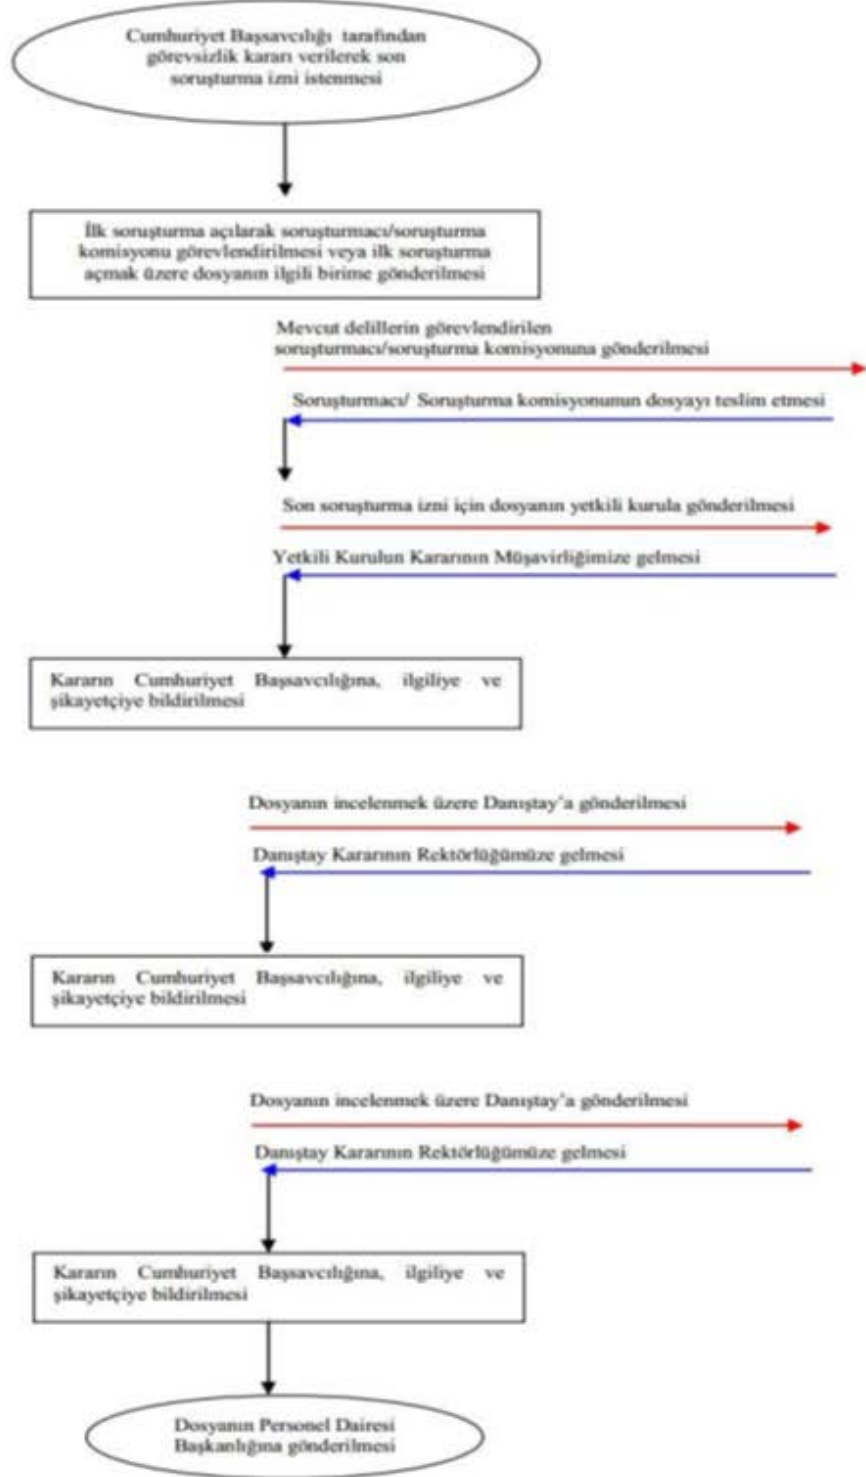 Cumhuriyet Başsavcılığı tarafından
görevsizlik kararı verilerek son
soruşturma izni istenmesi
İlk soruşturma açılarak soruşturmacı/soruşturma
komisyonu görevlendirilmesi veya ilk soruşturma
açmak üzere dosyanın ilgili birime gönderilmesi
Mevcut delillerin görevlendirilen
soruşturmacı/soruşturma komisyonuna gönderilmesi
Soruşturmacı/ Soruşturma komisyonunun dosyayı teslim etmesi
Son soruşturma izni için dosyanın yetkili kurula gönderilmesi
Yetkili Kurulun Kararının Müşavirliğimize gelmesi
Kararın Cumhuriyet Başsavcılığına, ilgiliye ve
şikayetçiye bildirilmesi
Dosyanın incelenmek üzere Danıştay'a gönderilmesi
Danıştay Kararının Rektörlüğümüze gelmesi
Kararın Cumhuriyet Başsavcılığına, ilgiliye ve
şikayetçiye bildirilmesi
Dosyanın incelenmek üzere Danıştay'a gönderilmesi
Danıştay Kararının Rektörlüğümüze gelmesi
Kararın Cumhuriyet Başsavcılığına, ilgiliye ve
şikayetçiye bildirilmesi
Dosyanın Personel Dairesi
Başkanlığına gönderilmesi